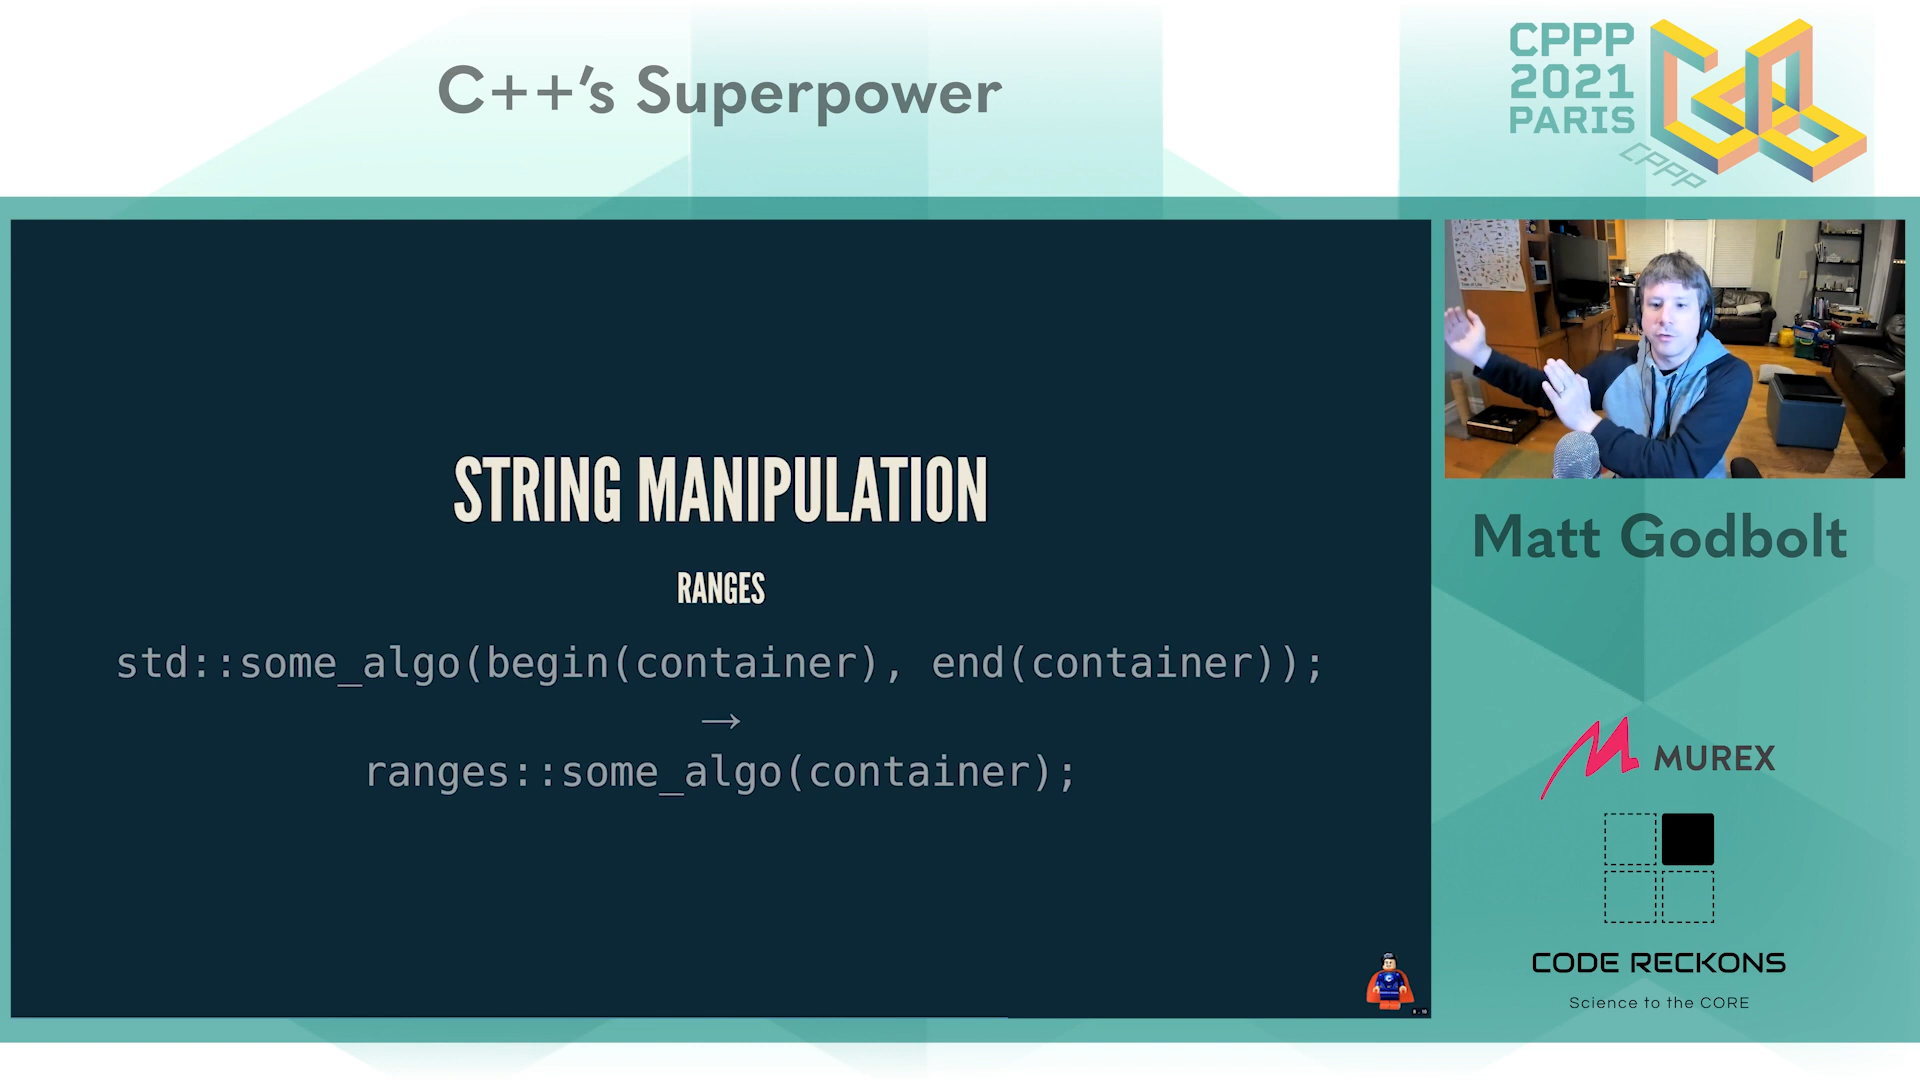 C++’s Superpower
CPPP
2021
PARIS
CPPP
STRING MANIPULATION
RANGES
std::some_algo(begin(container), end(container));
→
ranges::some_algo(container);
Matt Godbolt
MUREX
CODE RECKONS
Science to the CORE